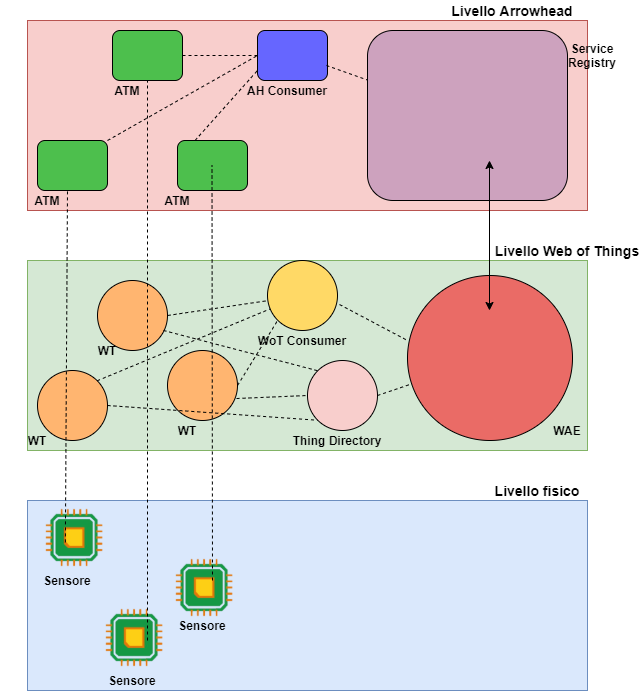 Livello Arrowhead
Service
Registry
ATM
AH Consumer
ATM
ATM
Livello Web of Things
WoT Consumer
WT
WT
WT
Thing Directory
WAE
Livello fisico
Sensore
Sensore
Sensore